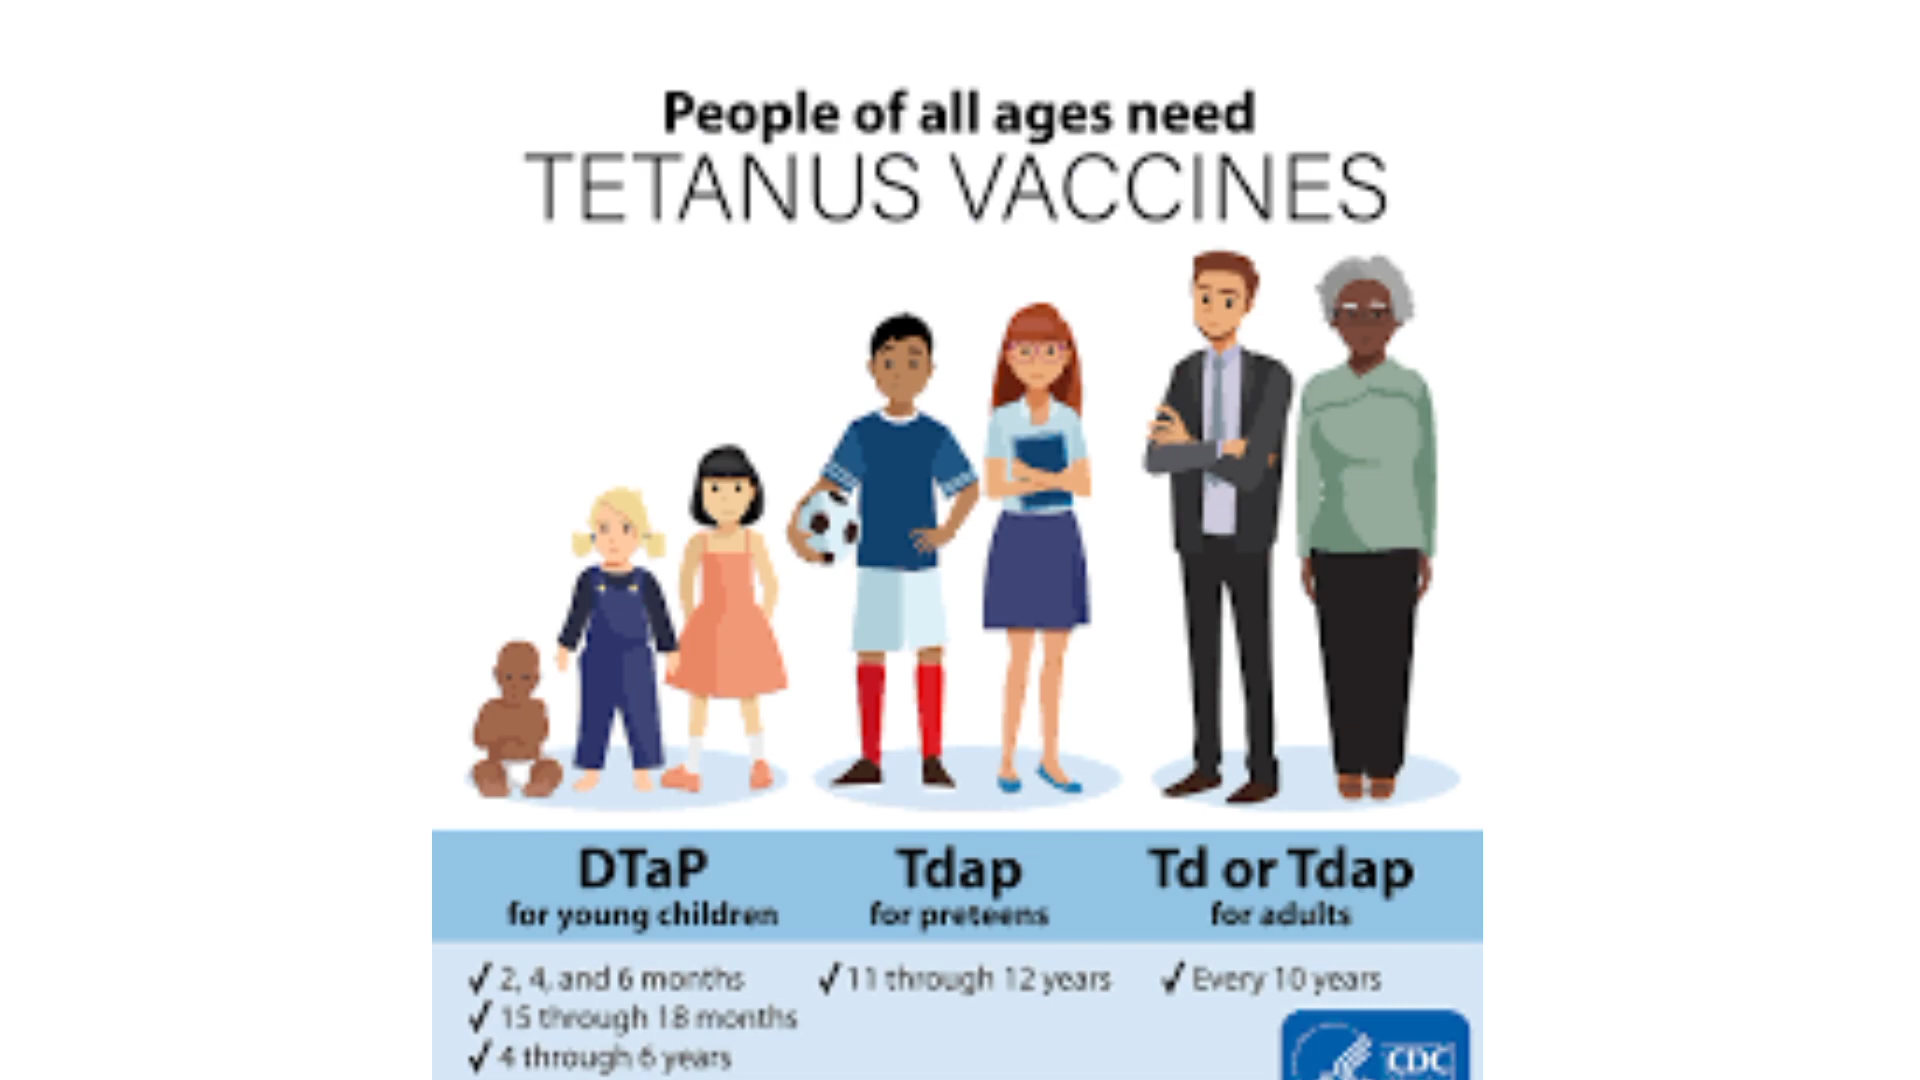 People of all ages need
TETANUS VACCINES
DTaP
for young children
Tdap
for preteens
Td or Tdap
for adults
✓ 2, 4, and 6 months
✓ 15 through 18 months
✓ 4 through 6 years
✓ 11 through 12 years
✓ Every 10 years
CDC